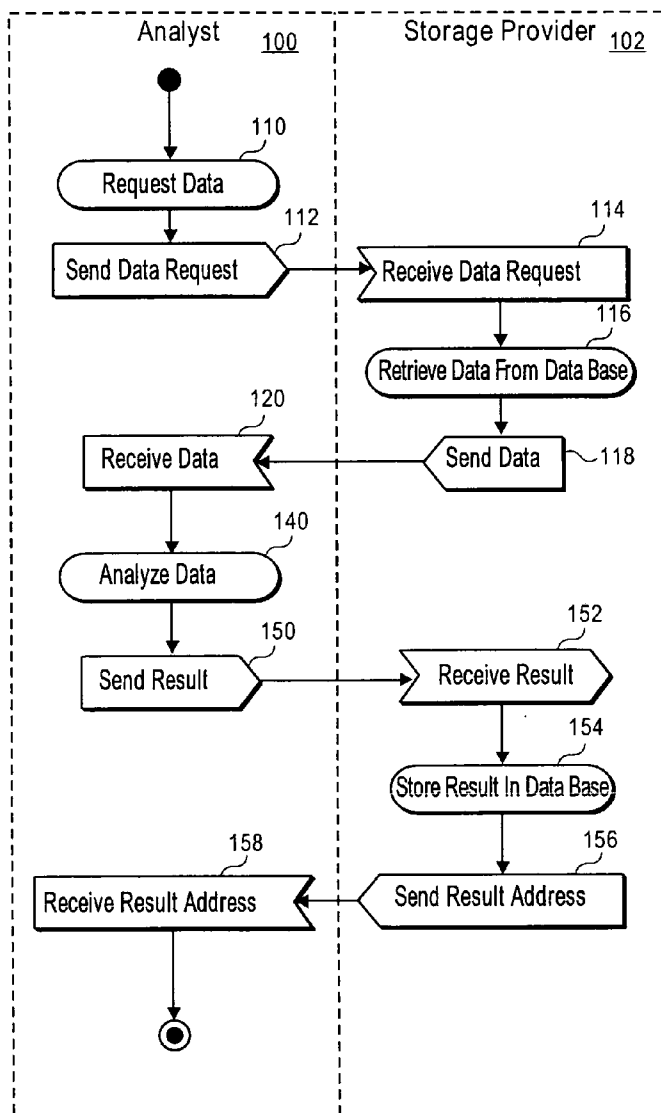 Analyst 100 Storage Provider 102
110
Request Data
112
Send Data Request
114
Receive Data Request
116
Retrieve Data From Data Base
120
Receive Data
Send Data
118
140
Analyze Data
150
Send Result
152
Receive Result
154
Store Result In Data Base
156
Send Result Address
158
Receive Result Address